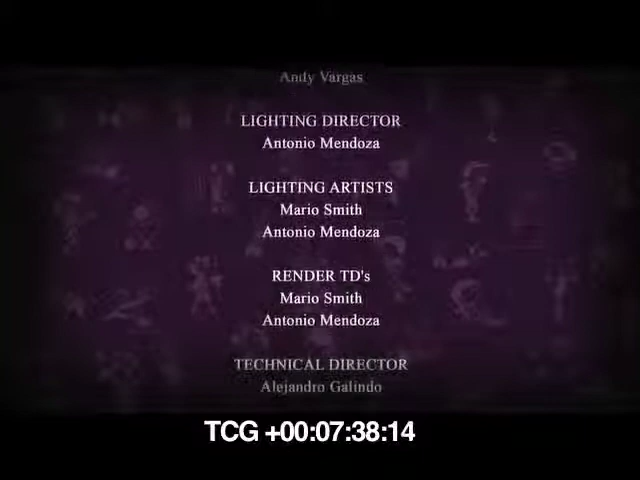 Andy Vargas
LIGHTING DIRECTOR
Antonio Mendoza
LIGHTING ARTISTS
Mario Smith
Antonio Mendoza
RENDER TD's
Mario Smith
Antonio Mendoza
TECHNICAL DIRECTOR
Alejandro Galindo
TCG +00:07:38:14